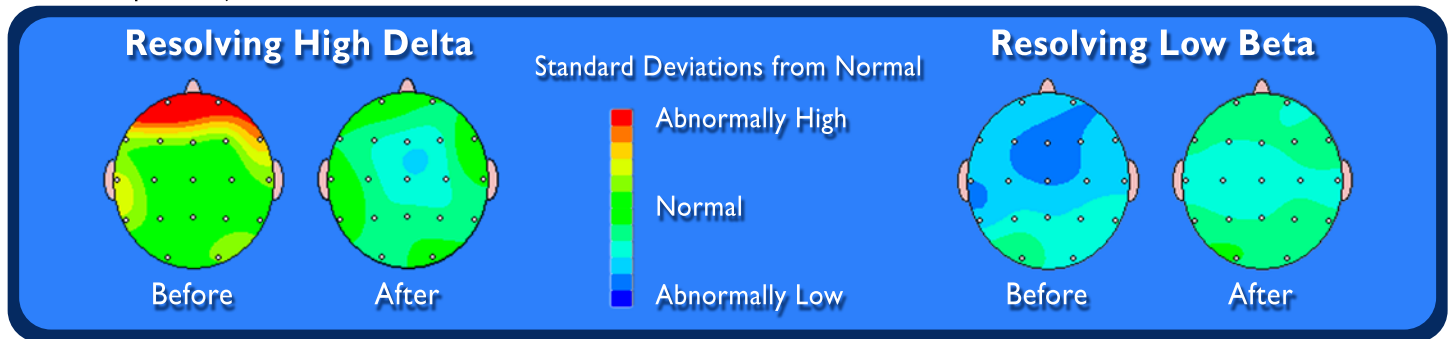 Resolving High Delta
Before
After
Standard Deviations from Normal
Abnormally High
Normal
Abnormally Low
Resolving Low Beta
Before
After